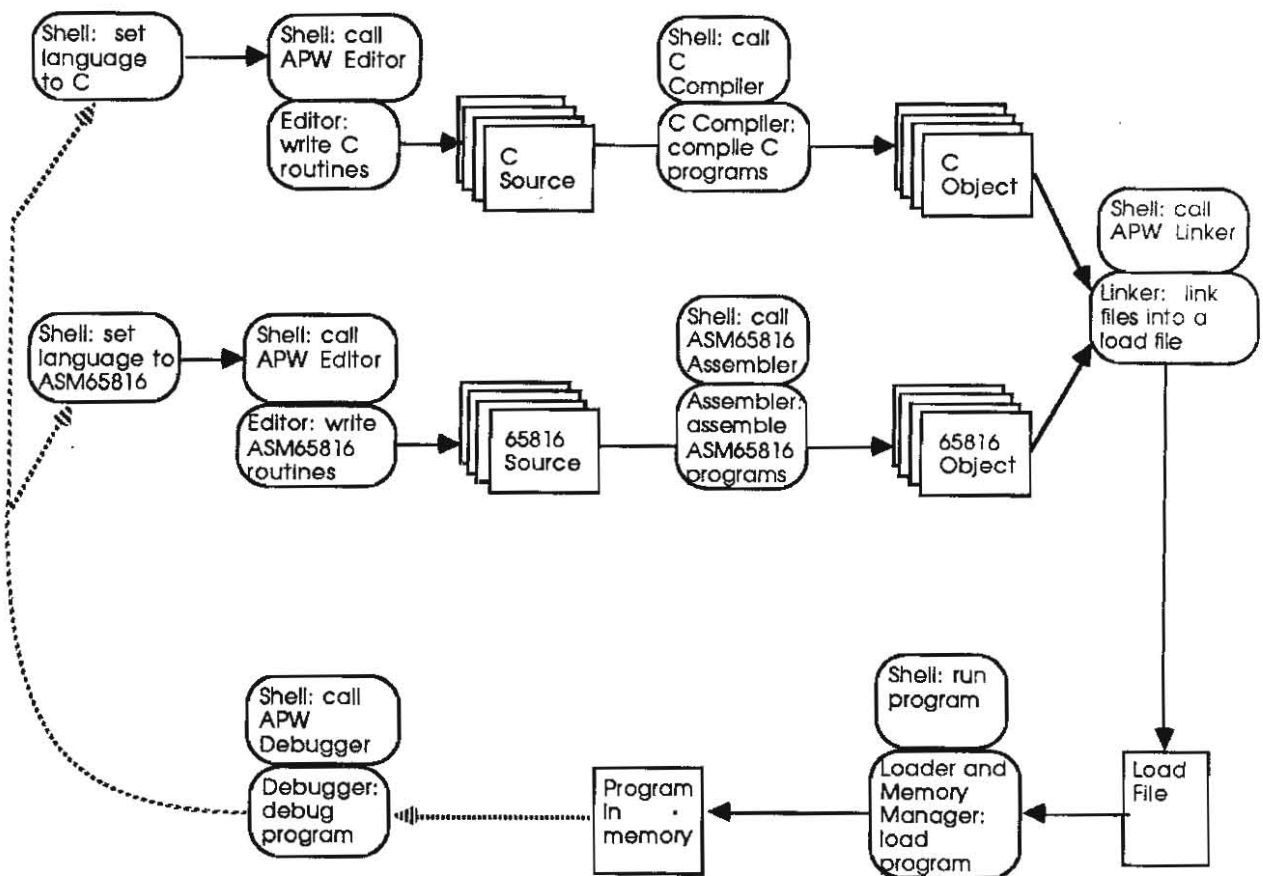 Shell: set
language
to C
Shell: call
APW Editor
Editor:
write C
routines
C
Source
Shell: call
C
Compiler
C Compiler:
compile C
programs
C
Object
Shell: call
APW Linker
Linker: link
files into a
load file
Shell: set
language to
ASM65816
Shell: call
APW Editor
Editor: write
ASM65816
routines
65816
Source
Shell: call
ASM65816
Assembler
Assembler:
assemble
ASM65816
programs
65816
Object
Shell: call
APW
Debugger
Debugger:
debug
program
Program
in
memory
Shell: run
program
Loader and
Memory
Manager:
load
program
Load
File